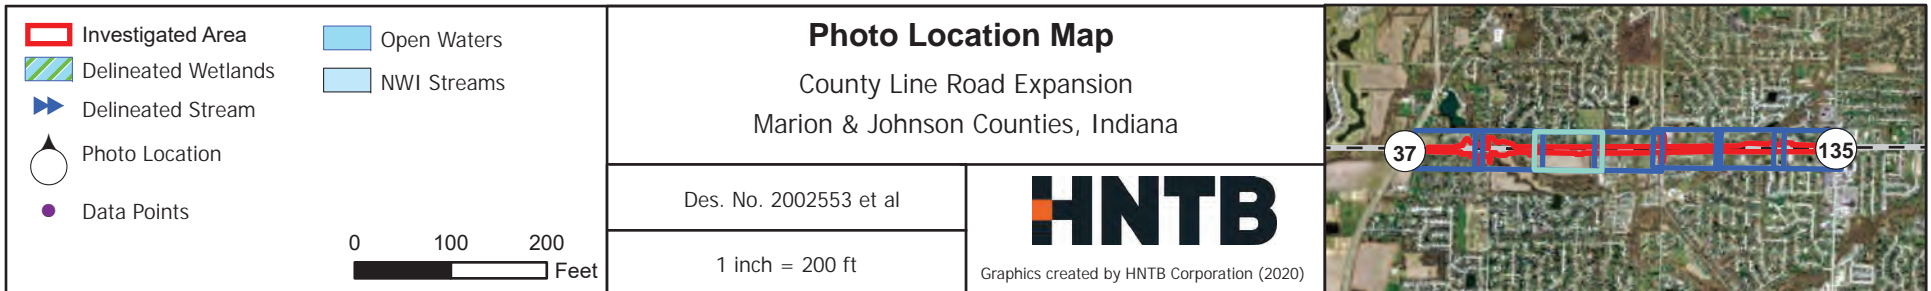 Investigated Area
Delineated Wetlands
Delineated Stream
Photo Location
Data Points
Open Waters
NWI Streams
0 100 200
Feet
Photo Location Map
County Line Road Expansion
Marion & Johnson Counties, Indiana
Des. No. 2002553 et al
1 inch = 200 ft
HNTB
Graphics created by HNTB Corporation (2020)
37
135